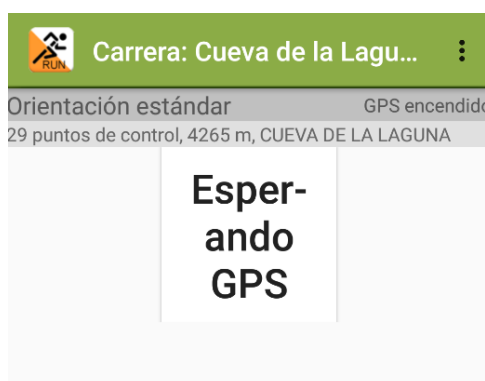 RUN
Carrera: Cueva de la Lagu...
Orientación estándar GPS encendido
29 puntos de control, 4265 m, CUEVA DE LA LAGUNA
Esper-
ando
GPS